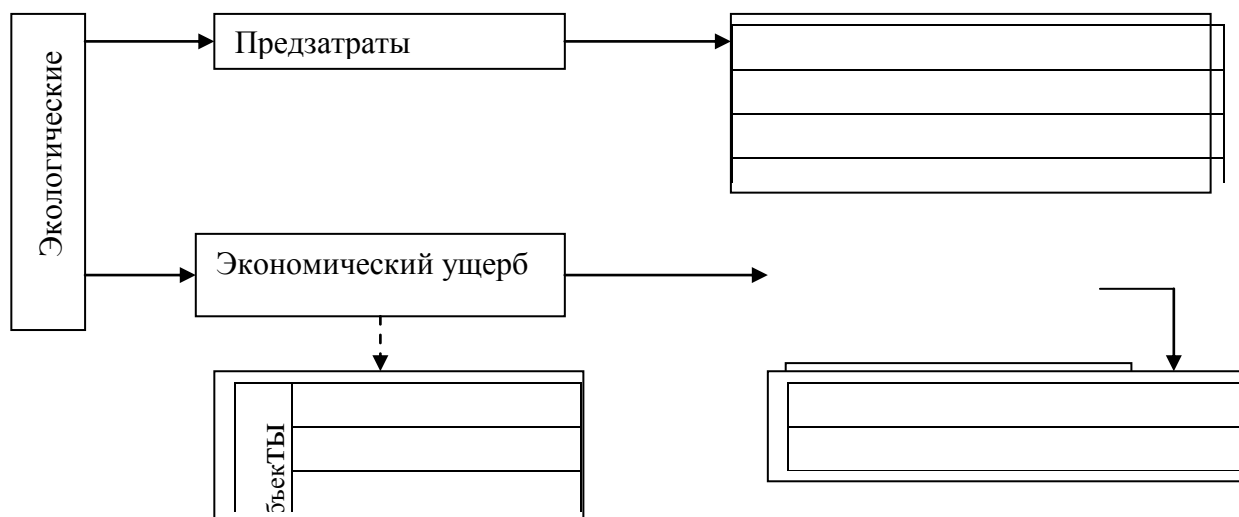 Экологические
Предзатраты
Экономический ущерб
бъекТЫ